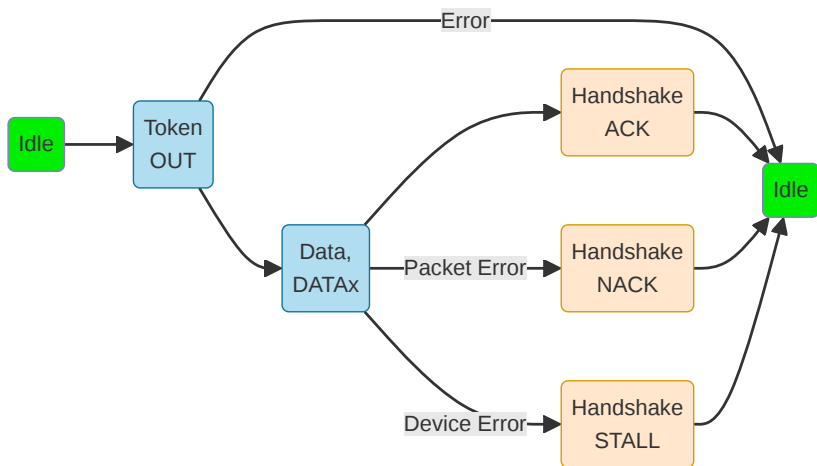 Error
Idle
Token
OUT
Data,
DATAx
Packet Error
Device Error
Handshake
ACK
Handshake
NACK
Handshake
STALL
Idle